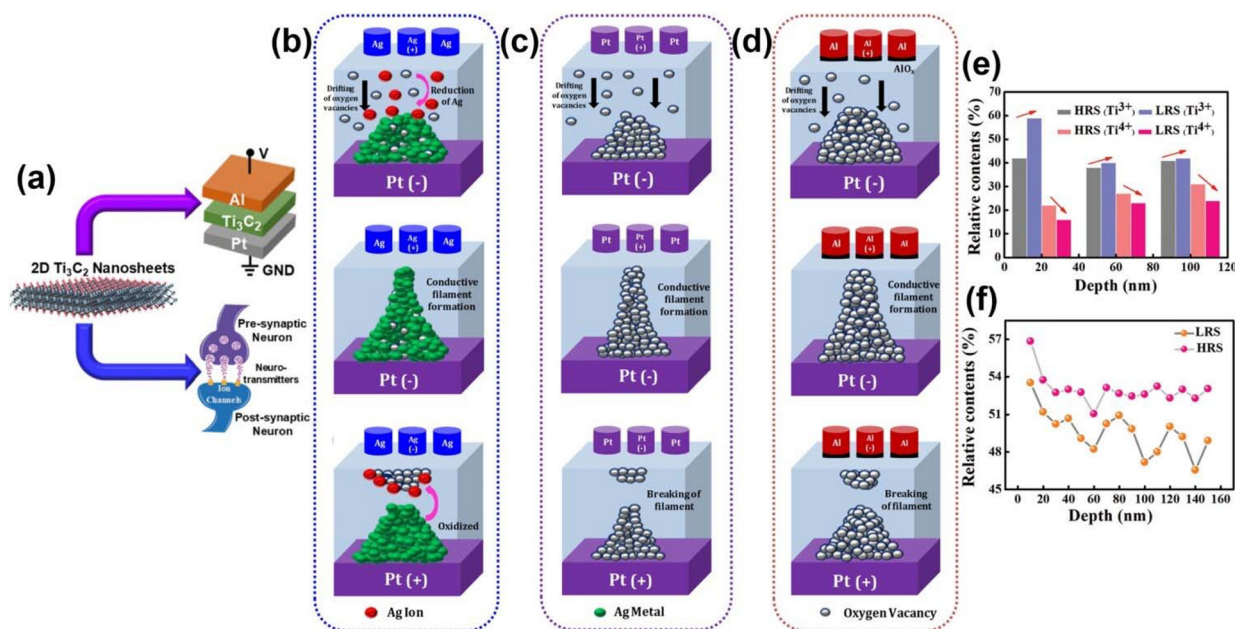 (a)
V
Al
Ti₃C₂
Pt
GND
2D Ti₃C₂ Nanosheets
Pre-synaptic
Neuron
Neuro-
transmitters
Ion
Channels
Post-synaptic
Neuron
(b)
Ag
Ag
(+)
Ag
Drifting
of oxygen
vacancies
Reduction
of Ag
Pt (-)
Ag
Ag
(+)
Ag
Conductive
filament
formation
Pt (-)
Ag
Ag
(-)
Ag
Oxidized
Pt (+)
Ag Ion
(c)
Pt
Pt
(+)
Pt
Drifting
of oxygen
vacancies
Pt (-)
Pt
Pt
(+)
Pt
Conductive
filament
formation
Pt (-)
Pt
Pt
(-)
Pt
Breaking of
filament
Pt (+)
Ag Metal
(d)
Al
Al
(+)
Al
AlOₓ
Drifting
of oxygen
vacancies
Pt (-)
Al
Al
(+)
Al
Conductive
filament
formation
Pt (-)
Al
Al
(-)
Al
Breaking
of filament
Pt (+)
Oxygen Vacancy
(e)
Relative contents (%)
70
60
50
40
30
20
10
0
HRS (Ti³⁺)
LRS (Ti³⁺)
HRS (Ti⁴⁺)
LRS (Ti⁴⁺)
0 20 40 60 80 100 120
Depth (nm)
(f)
Relative contents (%)
57
54
51
48
45
LRS
HRS
0 20 40 60 80 100 120 140 160
Depth (nm)